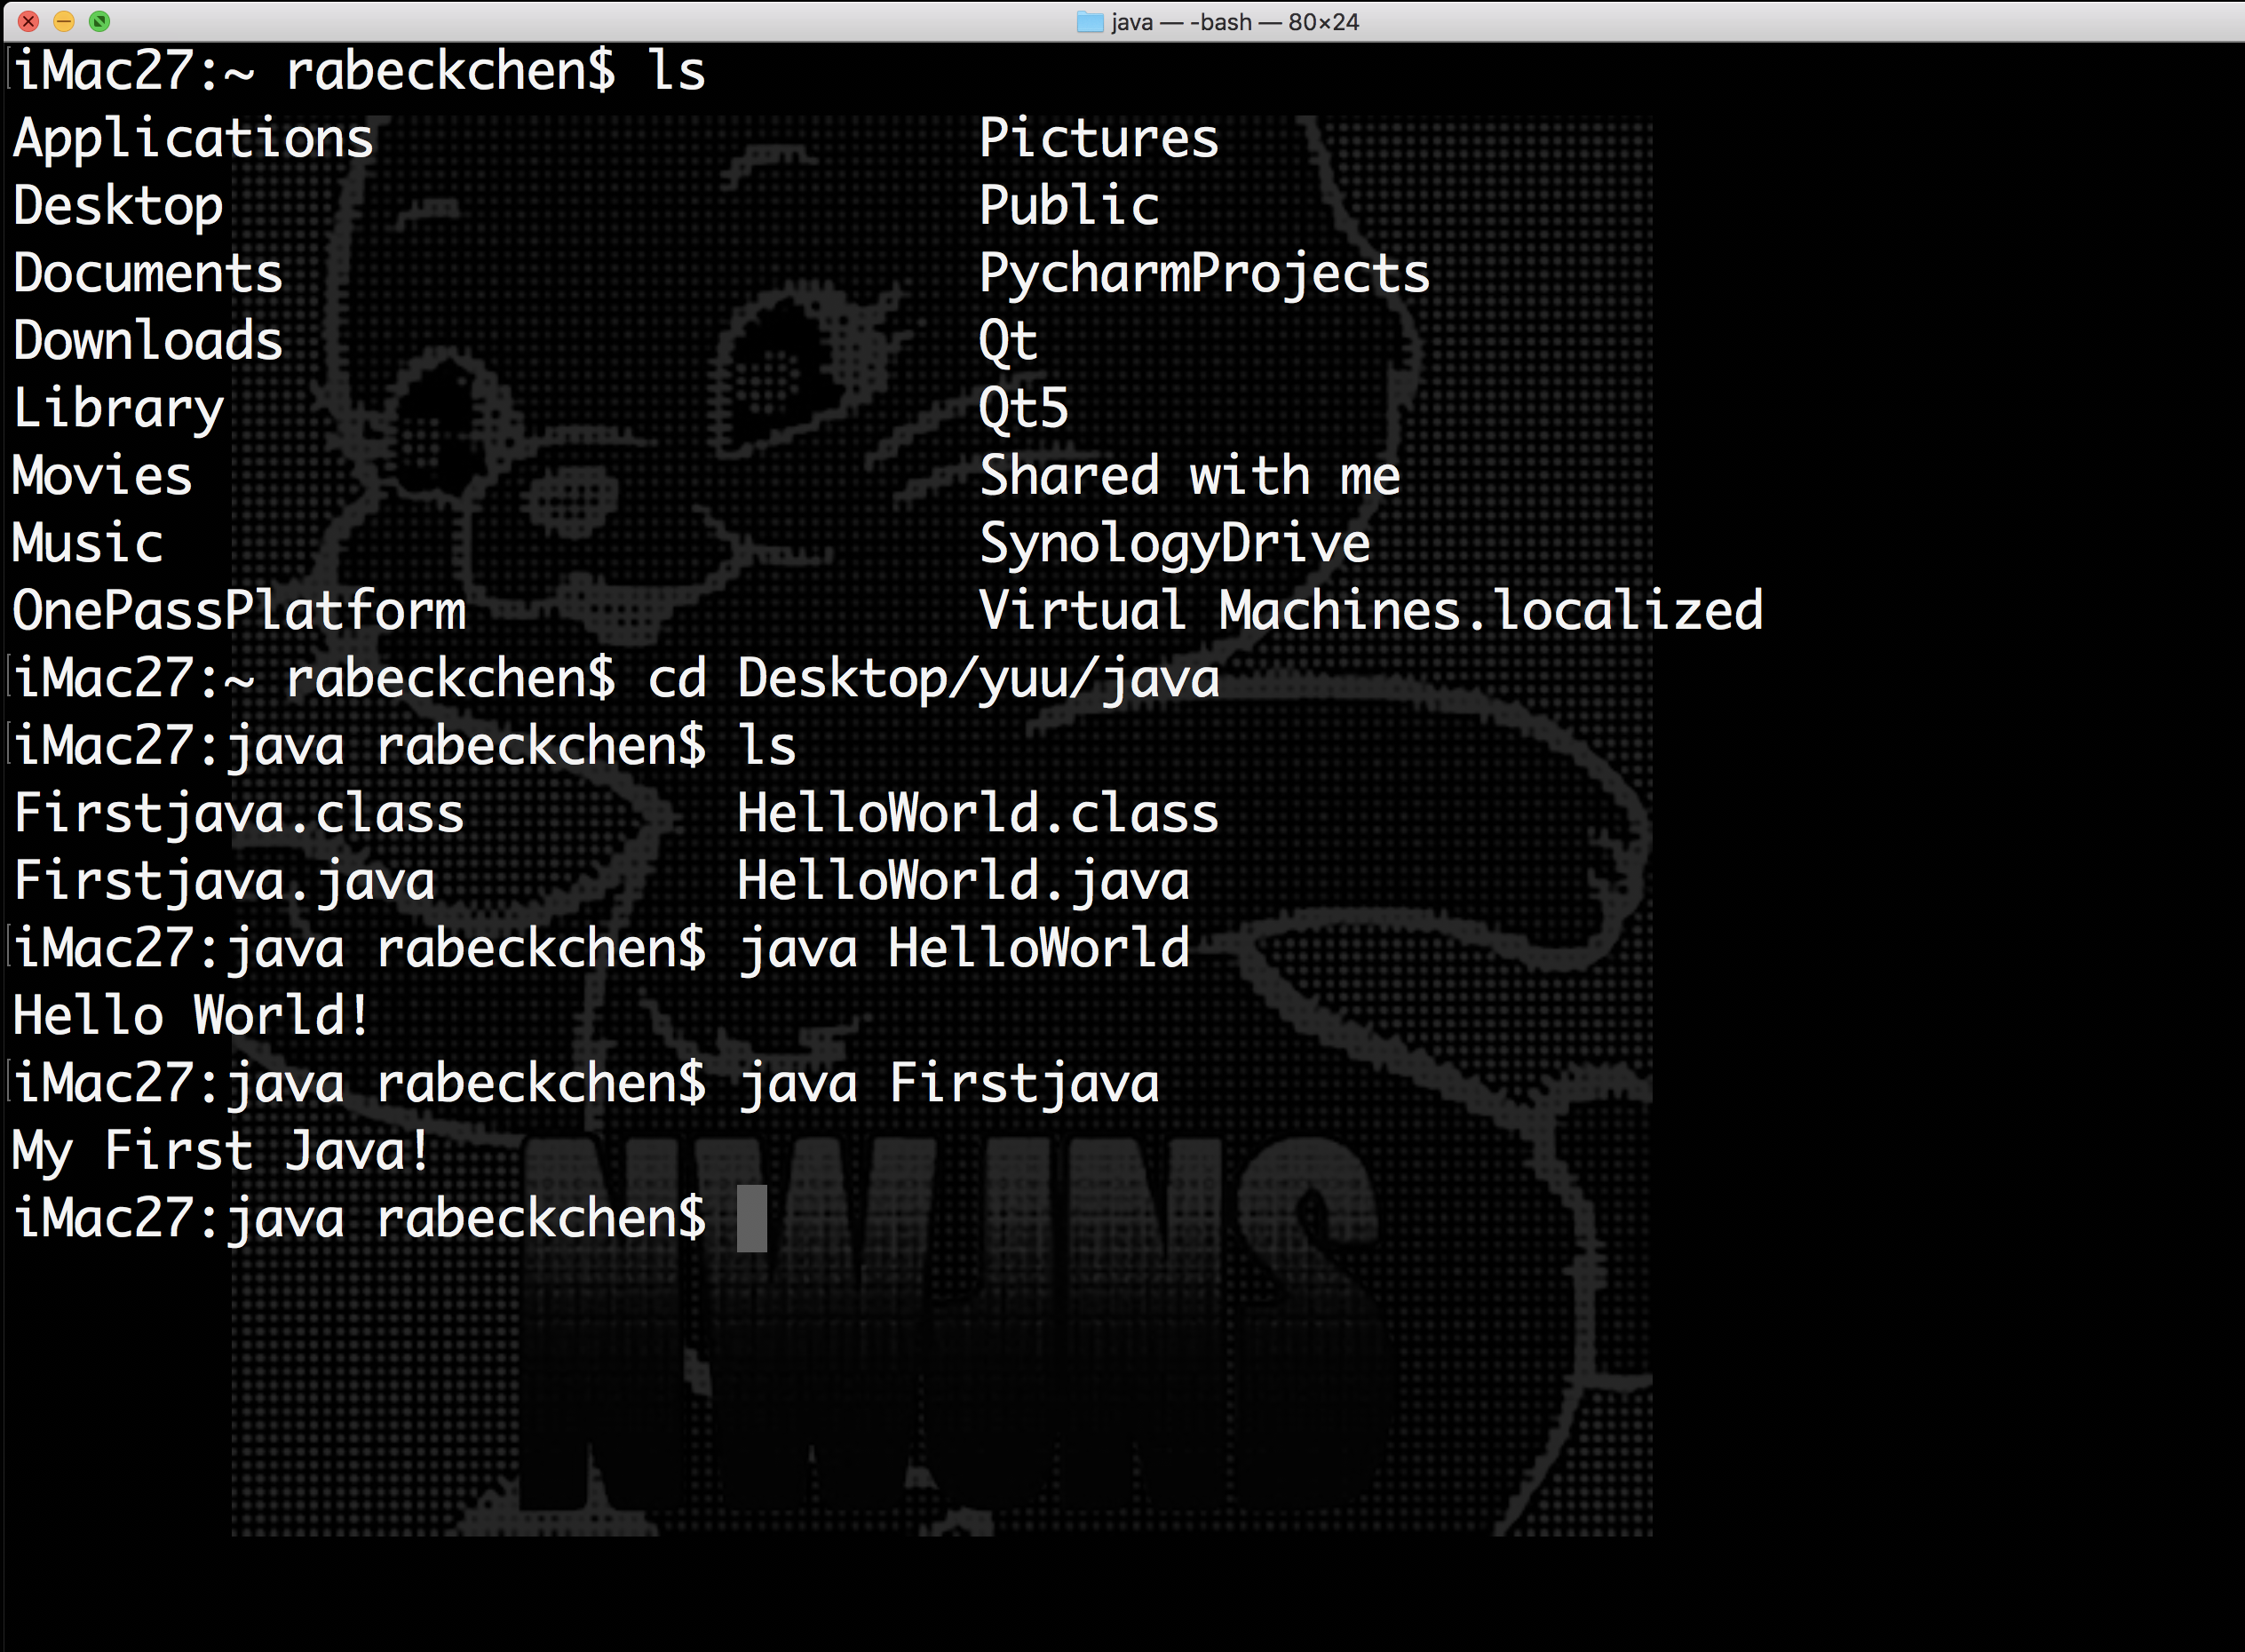 java — -bash — 80×24
iMac27:~ rabeckchen$ ls
Applications Pictures
Desktop Public
Documents PycharmProjects
Downloads Qt
Library Qt5
Movies Shared with me
Music SynologyDrive
OnePassPlatform Virtual Machines.localized
iMac27:~ rabeckchen$ cd Desktop/yuu/java
iMac27:java rabeckchen$ ls
Firstjava.class HelloWorld.class
Firstjava.java HelloWorld.java
iMac27:java rabeckchen$ java HelloWorld
Hello World!
iMac27:java rabeckchen$ java Firstjava
My First Java!
iMac27:java rabeckchen$